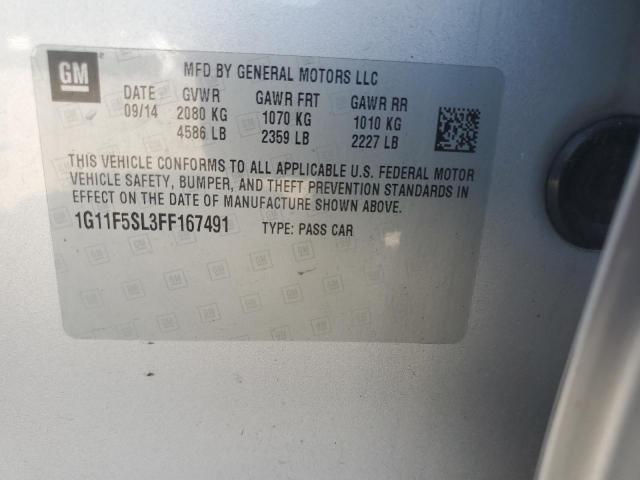 GM MFD BY GENERAL MOTORS LLC
DATE GVWR GAWR FRT GAWR RR
09/14 2080 KG 1070 KG 1010 KG
4586 LB 2359 LB 2227 LB
THIS VEHICLE CONFORMS TO ALL APPLICABLE U.S. FEDERAL MOTOR
VEHICLE SAFETY, BUMPER, AND THEFT PREVENTION STANDARDS IN
EFFECT ON THE DATE OF MANUFACTURE SHOWN ABOVE.
1G11F5SL3FF167491 TYPE: PASS CAR